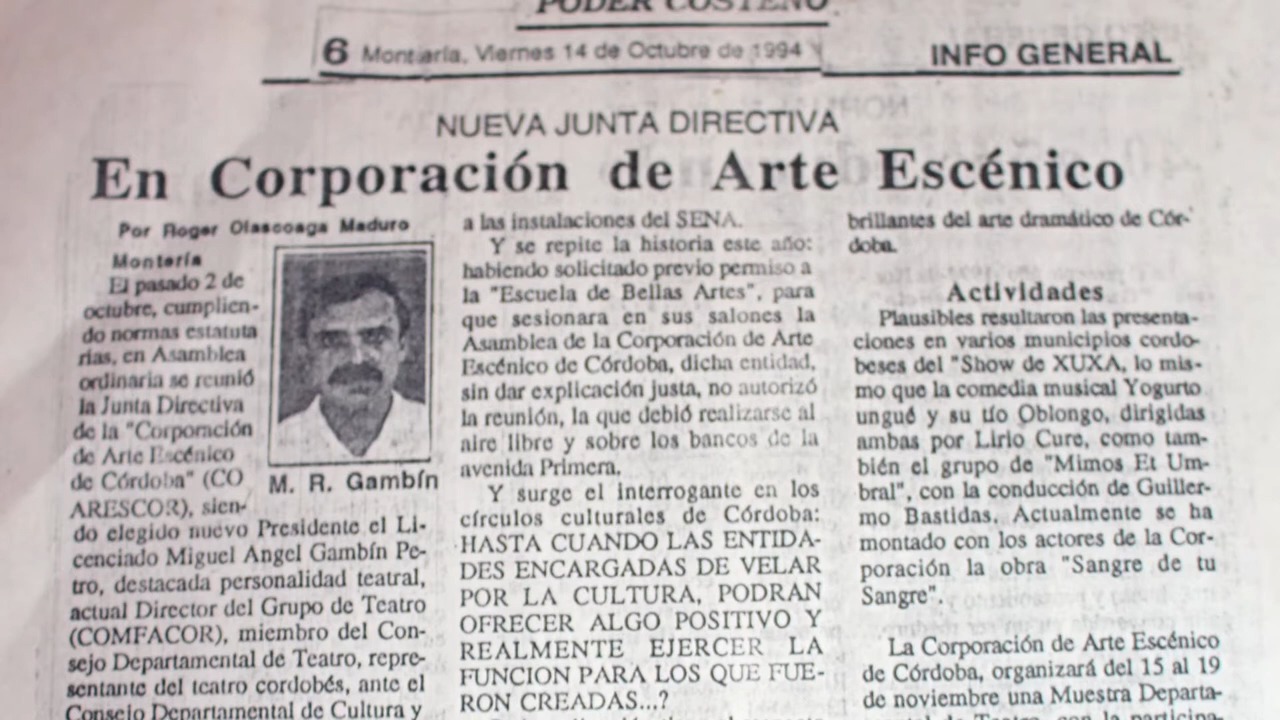 PODER COSTEÑO
6 Montería, Viernes 14 de Octubre de 1994
INFO GENERAL
NUEVA JUNTA DIRECTIVA
En Corporación de Arte Escénico
Por Roger Olascoaga Maduro
Montería
El pasado 2 de
octubre, cumplien-
do normas estatuta
rias, en Asamblea
ordinaria se reunió
la Junta Directiva
de la "Corporación
de Arte Escénico
de Córdoba" (CO
ARESCOR), sien-
do elegido nuevo Presidente el Li-
cenciado Miguel Angel Gambín Pe-
tro, destacada personalidad teatral,
actual Director del Grupo de Teatro
(COMFACOR), miembro del Con-
sejo Departamental de Teatro, repre-
sentante del teatro cordobés, ante el
Consejo Departamental de Cultura y
M. R. Gambín
a las instalaciones del SENA.
Y se repite la historia este año:
habiendo solicitado previo permiso a
la "Escuela de Bellas Artes", para
que sesionara en sus salones la
Asamblea de la Corporación de Arte
Escénico de Córdoba, dicha entidad,
sin dar explicación justa, no autorizó
la reunión, la que debió realizarse al
aire libre y sobre los bancos de la
avenida Primera.
Y surge el interrogante en los
círculos culturales de Córdoba:
HASTA CUANDO LAS ENTIDA-
DES ENCARGADAS DE VELAR
POR LA CULTURA, PODRAN
OFRECER ALGO POSITIVO Y
REALMENTE EJERCER LA
FUNCION PARA LOS QUE FUE-
RON CREADAS...?
brillantes del arte dramático de Cór-
doba.
Actividades
Plausibles resultaron las presenta-
ciones en varios municipios cordo-
beses del "Show de XUXA, lo mis-
mo que la comedia musical Yogurto
ungué y su tío Oblongo, dirigidas
ambas por Lirio Cure, como tam-
bién el grupo de "Mimos Et Um-
bral", con la conducción de Guiller-
mo Bastidas. Actualmente se ha
montado con los actores de la Cor-
poración la obra "Sangre de tu
Sangre".
La Corporación de Arte Escénico
de Córdoba, organizará del 15 al 19
de noviembre una Muestra Departa-
de Teatro, con la participa-